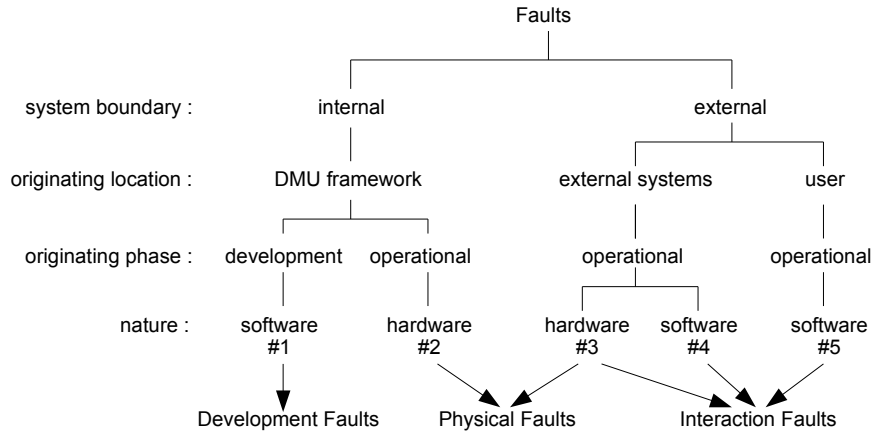 Faults
system boundary : internal external
originating location : DMU framework external systems user
originating phase : development operational operational operational
nature : software hardware hardware software software
#1 #2 #3 #4 #5
Development Faults Physical Faults Interaction Faults